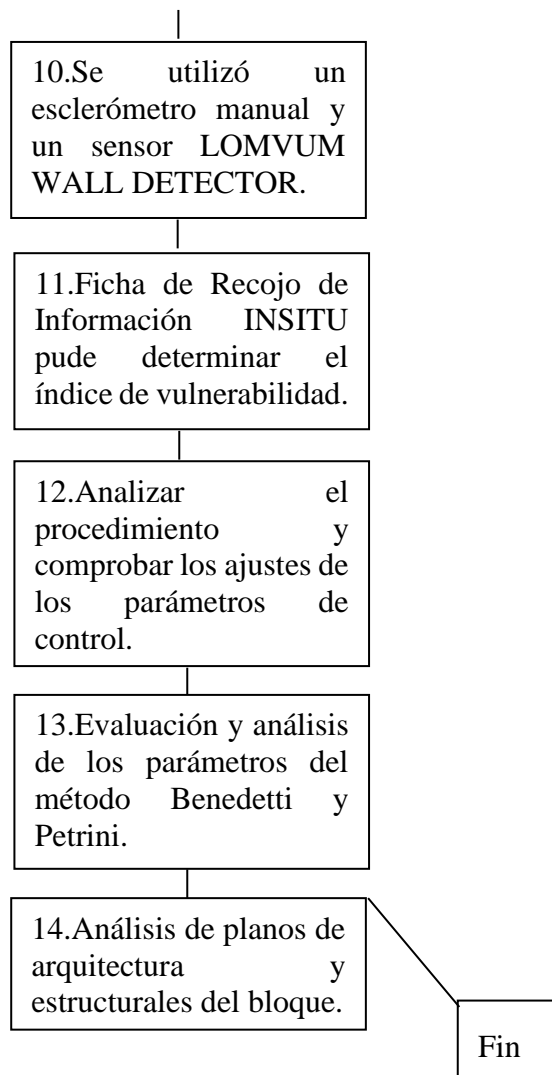 10.Se utilizó un
esclerómetro manual y
un sensor LOMVUM
WALL DETECTOR.
11.Ficha de Recojo de
Información INSITU
pude determinar el
índice de vulnerabilidad.
12.Analizar el
procedimiento y
comprobar los ajustes de
los parámetros de
control.
13.Evaluación y análisis
de los parámetros del
método Benedetti y
Petrini.
14.Análisis de planos de
arquitectura y
estructurales del bloque.
Fin